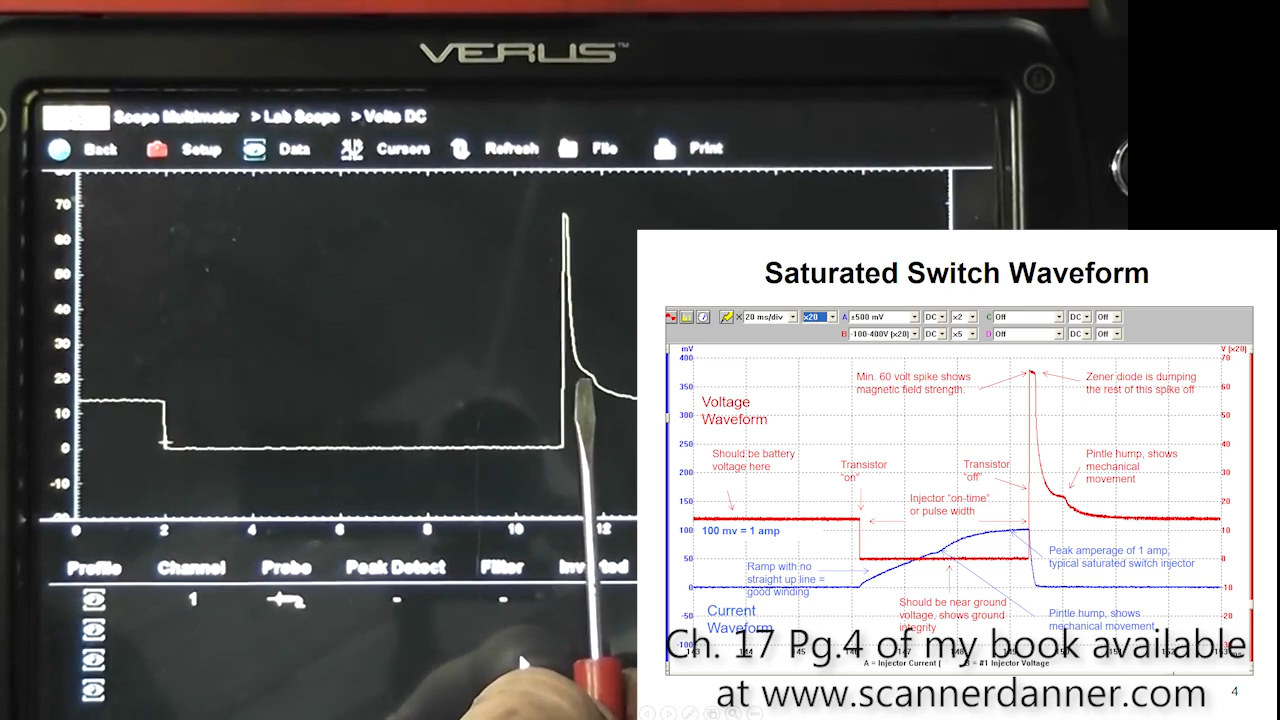 VERUS™
Scope Multimeter > Lab Scope > Volts DC
Back Setup Data Cursors Refresh File Print
70
60
50
40
30
20
10
0
-10
0 2 4 6 8 10 12
Profile Channel Probe Peak Detect Filter Inverted
1
Saturated Switch Waveform
20 ms/div x20 A ±500 mV DC x2 C Off DC Off
B -100-400V [x20] DC x5 D Off DC Off
mV
V [x20]
400
350
300
250
200
150
100
50
0
-50
-100
70
60
50
40
30
20
10
0
10
20
30
Min. 60 volt spike shows
magnetic field strength.
Zener diode is dumping
the rest of this spike off
Voltage
Waveform
Should be battery
voltage here
Transistor
"on"
Transistor
"off"
Pintle hump, shows
mechanical
movement
Injector "on-time"
or pulse width
100 mv = 1 amp
Ramp with no
straight up line =
good winding
Peak amperage of 1 amp,
typical saturated switch injector
Should be near ground
voltage, shows ground
integrity
Pintle hump, shows
mechanical movement
Current
Waveform
143 144 145 146 147 148 149
A = Injector Current ( B = #1 Injector Voltage
Ch. 17 Pg.4 of my book available
at www.scannerdanner.com
4